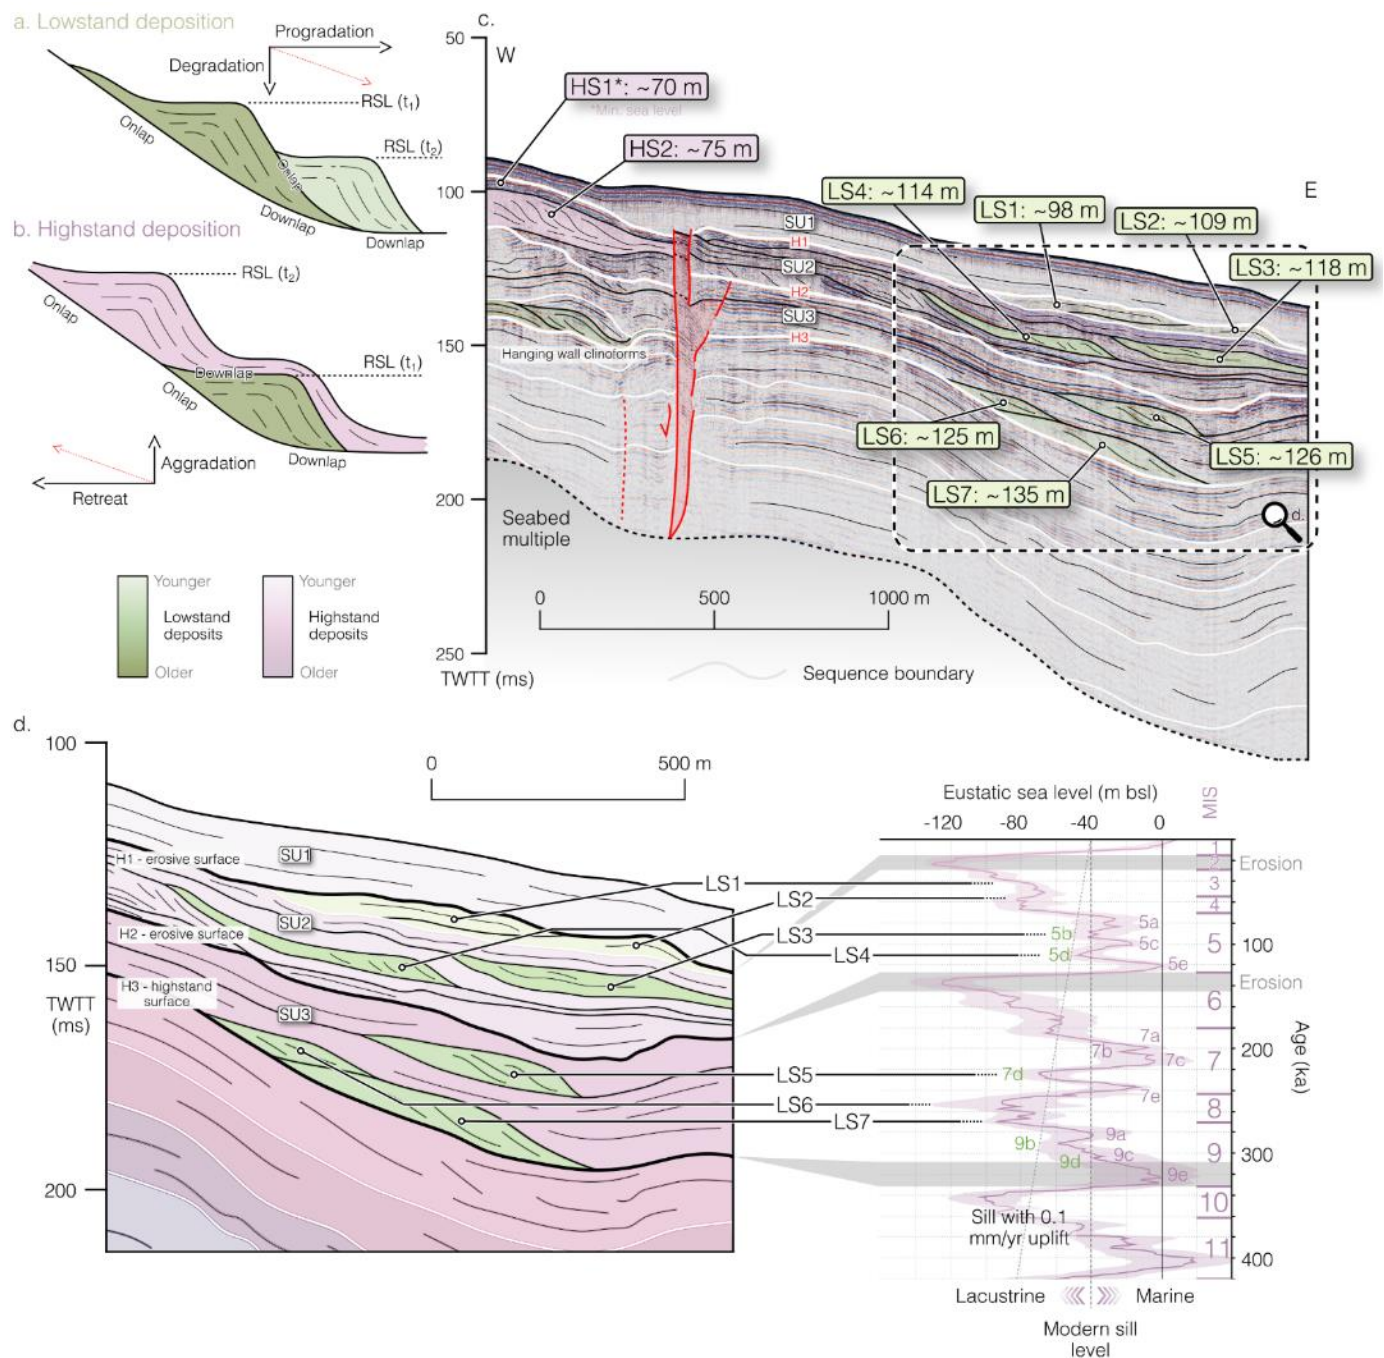 a. Lowstand deposition
Progradation
Degradation
RSL (t₁)
RSL (t₂)
Onlap
Onlap
Downlap
Downlap
b. Highstand deposition
RSL (t₂)
Onlap
RSL (t₁)
Downlap
Onlap
Downlap
Aggradation
Retreat
Younger
Lowstand
deposits
Older
Younger
Highstand
deposits
Older
c.
50
W
HS1*: ~70 m
*Min. sea level
HS2: ~75 m
LS4: ~114 m
LS1: ~98 m
E
LS2: ~109 m
LS3: ~118 m
100
SU1
H1
SU2
H2
SU3
H3
150
Hanging wall clinoforms
LS6: ~125 m
LS5: ~126 m
LS7: ~135 m
200
Seabed
multiple
d.
0
500
1000 m
250
TWTT (ms)
Sequence boundary
d.
100
0
500 m
H1 - erosive surface
SU1
SU2
H2 - erosive surface
150
TWTT
(ms)
H3 - highstand
surface
SU3
200
LS1
LS2
LS3
LS4
LS5
LS6
LS7
Eustatic sea level (m bsl)
MIS
-120
-80
-40
0
1
2
Erosion
3
4
5a
5b
5c
5
100
5d
5e
Erosion
6
7a
7b
7c
7
200
7d
7e
8
9a
9b
9c
9
300
9d
9e
10
11
400
Age (ka)
Sill with 0.1
mm/yr uplift
Lacustrine
Marine
Modern sill
level